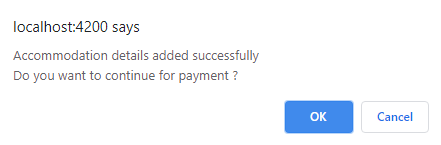 localhost:4200 says
Accommodation details added successfully
Do you want to continue for payment ?
OK
Cancel